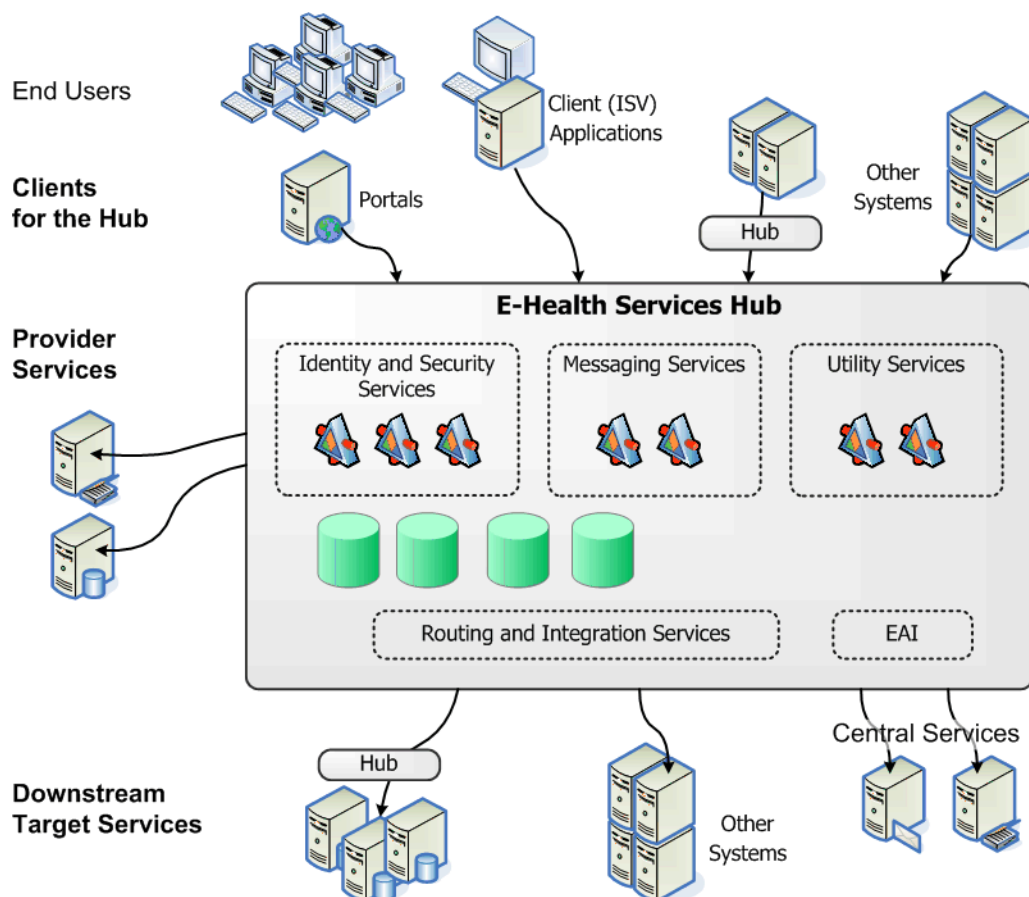 End Users
Client (ISV)
Applications
Clients
for the Hub
Portals
Other
Systems
Hub
E-Health Services Hub
Provider
Services
Identity and Security
Services
Messaging Services
Utility Services
Routing and Integration Services
EAI
Central Services
Hub
Downstream
Target Services
Other
Systems